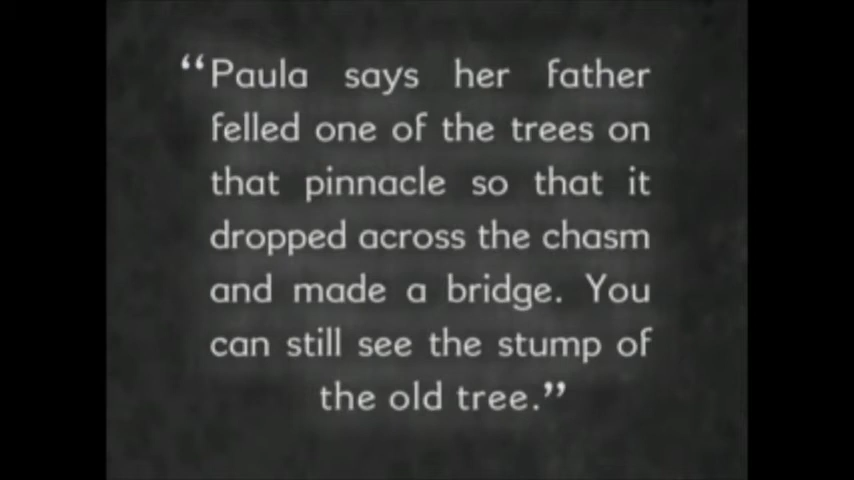 “Paula says her father
felled one of the trees on
that pinnacle so that it
dropped across the chasm
and made a bridge. You
can still see the stump of
the old tree.”